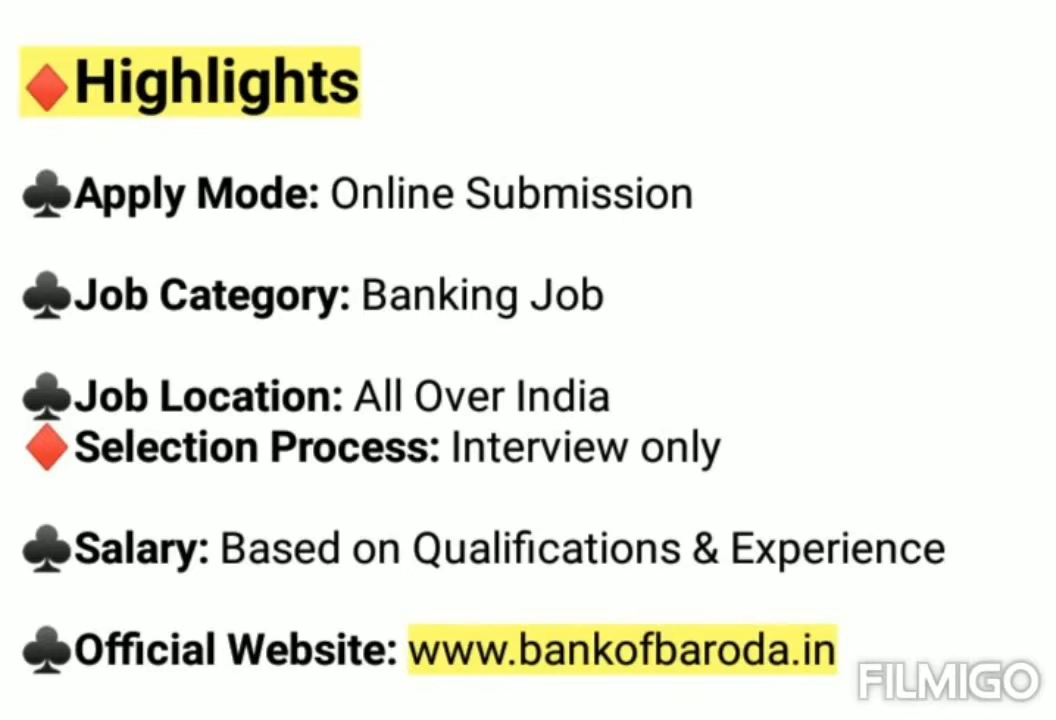 ♦️Highlights
♣️Apply Mode: Online Submission
♣️Job Category: Banking Job
♣️Job Location: All Over India
♦️Selection Process: Interview only
♣️Salary: Based on Qualifications & Experience
♣️Official Website: www.bankofbaroda.in
FILMIGO